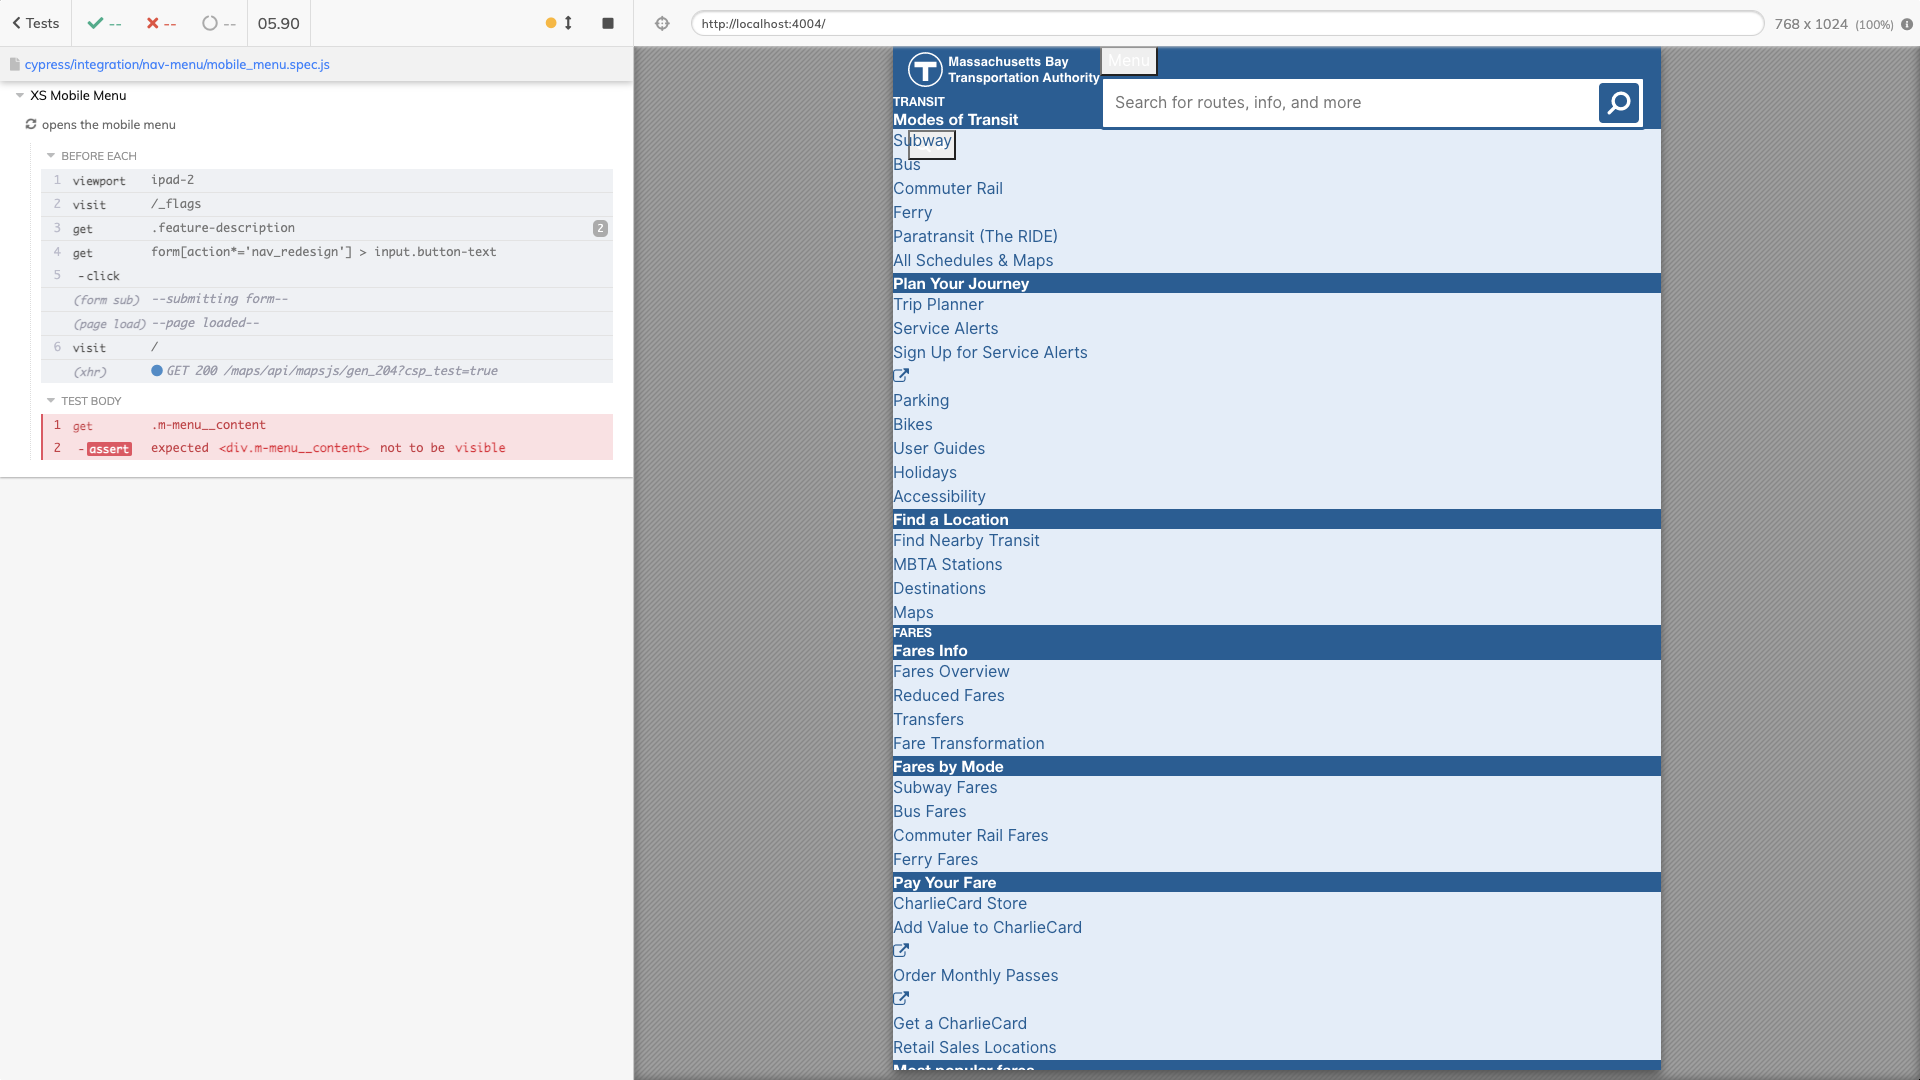 Tests -- -- -- 05.90
cypress/integration/nav-menu/mobile_menu.spec.js
XS Mobile Menu
opens the mobile menu
BEFORE EACH
1 viewport ipad-2
2 visit /_flags
3 get .feature-description 2
4 get form[action*='nav_redesign'] > input.button-text
5 -click
(form sub) --submitting form--
(page load) --page loaded--
6 visit /
(xhr) GET 200 /maps/api/mapsjs/gen_204?csp_test=true
TEST BODY
1 get .m-menu__content
2 -assert expected <div.m-menu__content> not to be visible
http://localhost:4004/
768 x 1024 (100%)
Massachusetts Bay
Transportation Authority
Menu
Search for routes, info, and more
TRANSIT
Modes of Transit
Subway
Bus
Commuter Rail
Ferry
Paratransit (The RIDE)
All Schedules & Maps
Plan Your Journey
Trip Planner
Service Alerts
Sign Up for Service Alerts
Parking
Bikes
User Guides
Holidays
Accessibility
Find a Location
Find Nearby Transit
MBTA Stations
Destinations
Maps
FARES
Fares Info
Fares Overview
Reduced Fares
Transfers
Fare Transformation
Fares by Mode
Subway Fares
Bus Fares
Commuter Rail Fares
Ferry Fares
Pay Your Fare
CharlieCard Store
Add Value to CharlieCard
Order Monthly Passes
Get a CharlieCard
Retail Sales Locations
Most popular fares